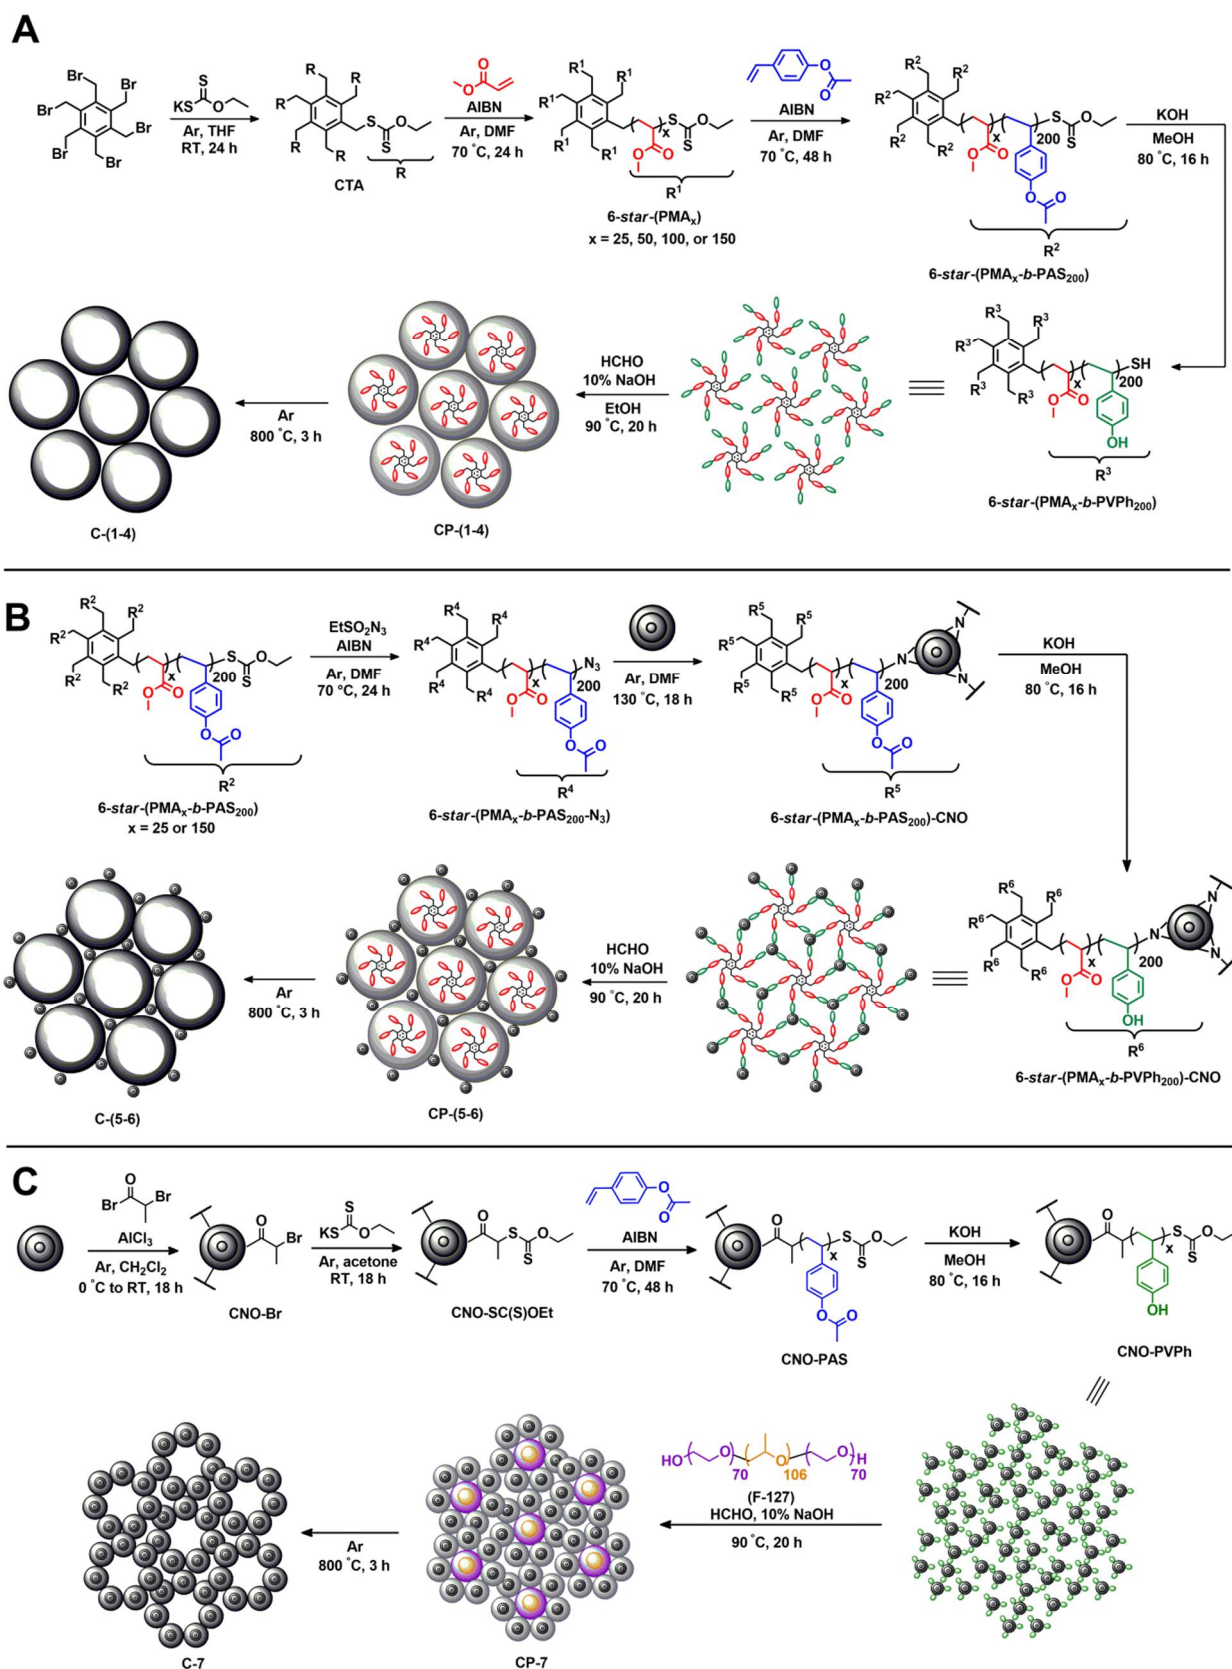 A
Br
Br
Br
Br
Br
Br
KS
S
O
Ar, THF
RT, 24 h
R
R
R
R
R
S
O
S
R
CTA
O
O
AIBN
Ar, DMF
70 °C, 24 h
R1
R1
R1
R1
R1
x
S
O
S
O
O
R1
6-star-(PMAx)
x = 25, 50, 100, or 150
O
O
AIBN
Ar, DMF
70 °C, 48 h
R2
R2
R2
R2
R2
x
200
S
O
S
O
O
O
O
R2
6-star-(PMAx-b-PAS200)
KOH
MeOH
80 °C, 16 h
R3
R3
R3
R3
R3
x
200
SH
O
O
OH
R3
6-star-(PMAx-b-PVPh200)
HCHO
10% NaOH
EtOH
90 °C, 20 h
CP-(1-4)
Ar
800 °C, 3 h
C-(1-4)
B
R2
R2
R2
R2
R2
x
200
S
O
S
O
O
O
O
R2
6-star-(PMAx-b-PAS200)
x = 25 or 150
EtSO2N3
AIBN
Ar, DMF
70 °C, 24 h
R4
R4
R4
R4
R4
x
200
N3
O
O
O
O
R4
6-star-(PMAx-b-PAS200-N3)
Ar, DMF
130 °C, 18 h
R5
R5
R5
R5
R5
x
200
N
N
N
O
O
O
O
R5
6-star-(PMAx-b-PAS200)-CNO
KOH
MeOH
80 °C, 16 h
R6
R6
R6
R6
R6
x
200
N
N
N
O
O
OH
R6
6-star-(PMAx-b-PVPh200)-CNO
HCHO
10% NaOH
90 °C, 20 h
CP-(5-6)
Ar
800 °C, 3 h
C-(5-6)
C
O
Br
Br
AlCl3
Ar, CH2Cl2
0 °C to RT, 18 h
O
Br
CNO-Br
S
KS
O
Ar, acetone
RT, 18 h
O
S
O
S
CNO-SC(S)OEt
O
O
AIBN
Ar, DMF
70 °C, 48 h
O
x
S
O
S
O
O
CNO-PAS
KOH
MeOH
80 °C, 16 h
O
x
S
O
S
OH
CNO-PVPh
HO
O
70
O
106
O
H
70
(F-127)
HCHO, 10% NaOH
90 °C, 20 h
CP-7
Ar
800 °C, 3 h
C-7